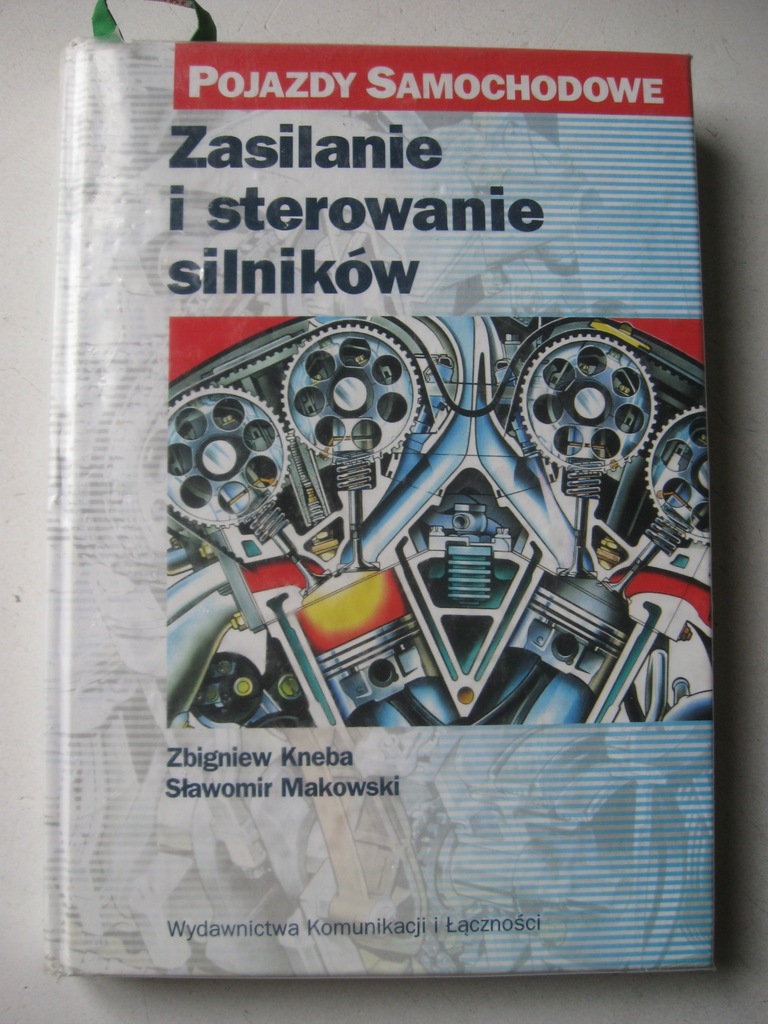 POJAZDY SAMOCHODOWE
Zasilanie
i sterowanie
silników
Zbigniew Kneba
Sławomir Makowski
Wydawnictwa Komunikacji i Łączności